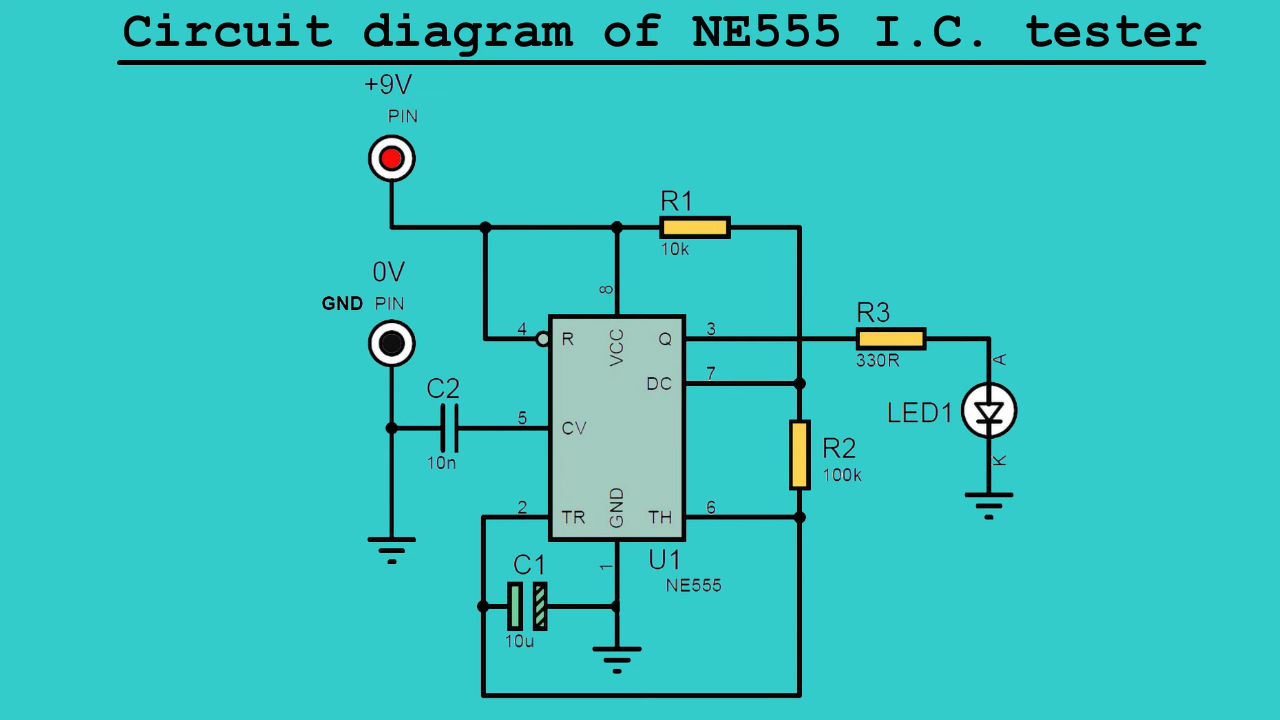 Circuit diagram of NE555 I.C. tester
+9V
PIN
R1
10k
0V
GND PIN
8
R3
330R
4
R
VCC
Q
3
A
DC
7
C2
10n
5
CV
LED1
R2
100k
K
2
TR
GND
TH
6
C1
10u
1
U1
NE555